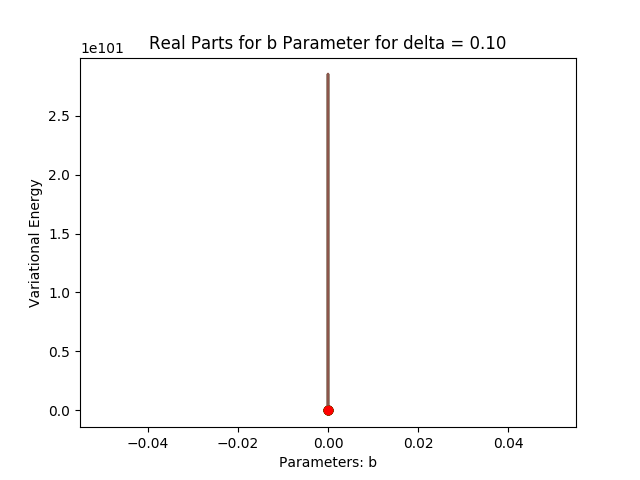 Real Parts for b Parameter for delta = 0.10
1e101
2.5
2.0
1.5
1.0
0.5
0.0
Variational Energy
−0.04 −0.02 0.00 0.02 0.04
Parameters: b